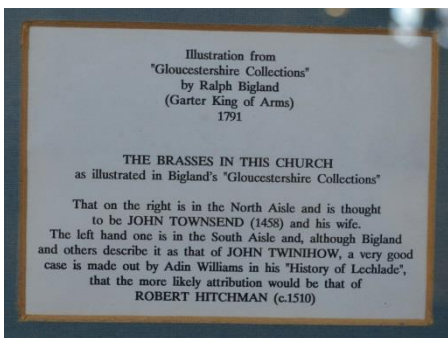 Illustration from
"Gloucestershire Collections"
by Ralph Bigland
(Garter King of Arms)
1791
THE BRASSES IN THIS CHURCH
as illustrated in Bigland's "Gloucestershire Collections"
That on the right is in the North Aisle and is thought
to be JOHN TOWNSEND (1458) and his wife.
The left hand one is in the South Aisle and, although Bigland
and others describe it as that of JOHN TWINIHOW, a very good
case is made out by Adin Williams in his "History of Lechlade",
that the more likely attribution would be that of
ROBERT HITCHMAN (c.1510)